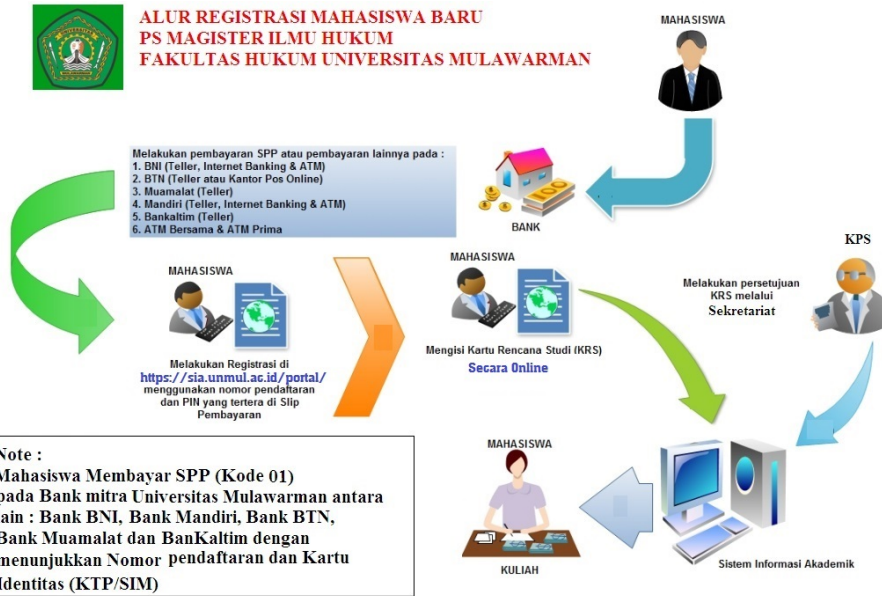 ALUR REGISTRASI MAHASISWA BARU
PS MAGISTER ILMU HUKUM
FAKULTAS HUKUM UNIVERSITAS MULAWARMAN
MAHASISWA
Melakukan pembayaran SPP atau pembayaran lainnya pada :
1. BNI (Teller, Internet Banking & ATM)
2. BTN (Teller atau Kantor Pos Online)
3. Muamalat (Teller)
4. Mandiri (Teller, Internet Banking & ATM)
5. Bankaltim (Teller)
6. ATM Bersama & ATM Prima
100
BANK
MAHASISWA
Melakukan Registrasi di
https://sia.unmul.ac.id/portal/
menggunakan nomor pendaftaran
dan PIN yang tertera di Slip
Pembayaran
MAHASISWA
Mengisi Kartu Rencana Studi (KRS)
Secara Online
KPS
Melakukan persetujuan
KRS melalui
Sekretariat
Sistem Informasi Akademik
MAHASISWA
KULIAH
Note :
Mahasiswa Membayar SPP (Kode 01)
pada Bank mitra Universitas Mulawarman antara
lain : Bank BNI, Bank Mandiri, Bank BTN,
Bank Muamalat dan BanKaltim dengan
menunjukkan Nomor pendaftaran dan Kartu
Identitas (KTP/SIM)